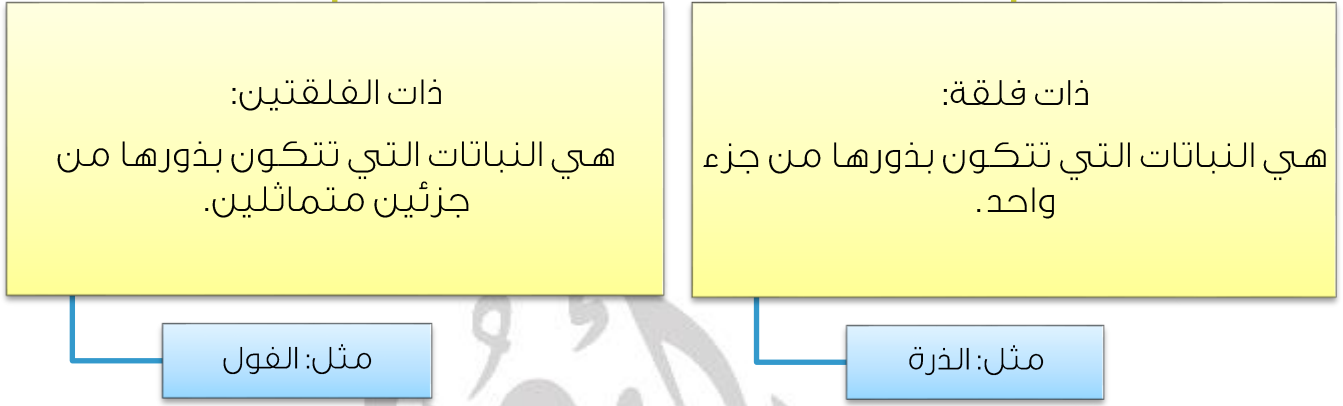 ذات فلقة:
هي النباتات التي تتكون بذورها من جزء
واحد.
مثل: الذرة
ذات الفلقتين:
هي النباتات التي تتكون بذورها من
جزئين متماثلين.
مثل: الفول